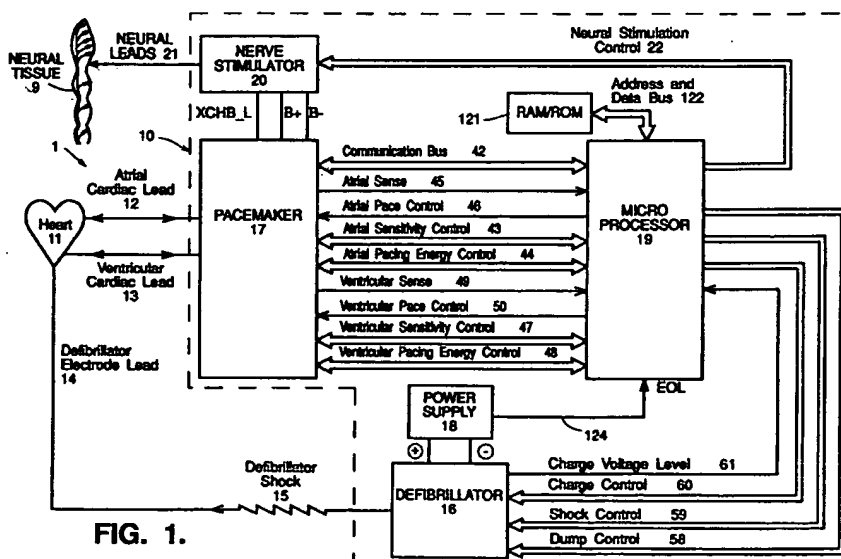 NEURAL
LEADS 21
NEURAL
TISSUE
9
NERVE
STIMULATOR
20
Neural Stimulation
Control 22
Address and
Data Bus 122
121
RAM/ROM
XCHB_L
B+
B-
10
1
Atrial
Cardiac Lead
12
Heart
11
Ventricular
Cardiac Lead
13
PACEMAKER
17
Communication Bus 42
Atrial Sense 45
Atrial Pace Control 46
Atrial Sensitivity Control 43
Atrial Pacing Energy Control 44
Ventricular Sense 49
Ventricular Pace Control 50
Ventricular Sensitivity Control 47
Ventricular Pacing Energy Control 48
MICRO
PROCESSOR
19
EOL
Defibrillator
Electrode Lead
14
POWER
SUPPLY
18
124
+
-
Defibrillator
Shock
15
DEFIBRILLATOR
16
Charge Voltage Level 61
Charge Control 60
Shock Control 59
Dump Control 58
FIG. 1.